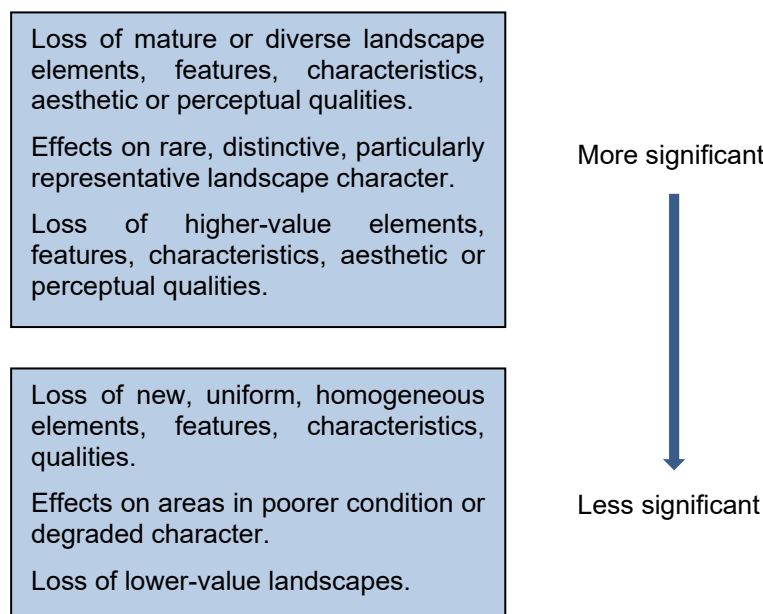 Loss of mature or diverse landscape
elements, features, characteristics,
aesthetic or perceptual qualities.
Effects on rare, distinctive, particularly
representative landscape character.
Loss of higher-value elements,
features, characteristics, aesthetic or
perceptual qualities.
More significant
Loss of new, uniform, homogeneous
elements, features, characteristics,
qualities.
Effects on areas in poorer condition or
degraded character.
Loss of lower-value landscapes.
Less significant